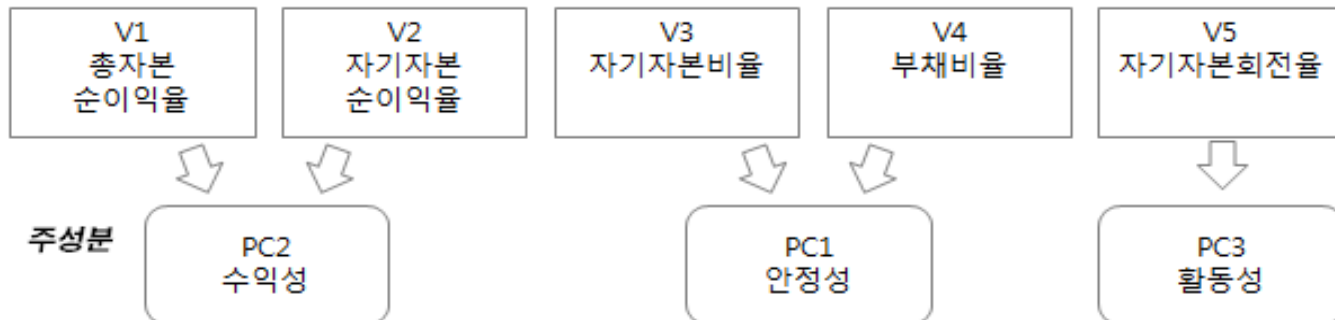 V1
총자본
순이익율
V2
자기자본
순이익율
V3
자기자본비율
V4
부채비율
V5
자기자본회전율
주성분
PC2
수익성
PC1
안정성
PC3
활동성